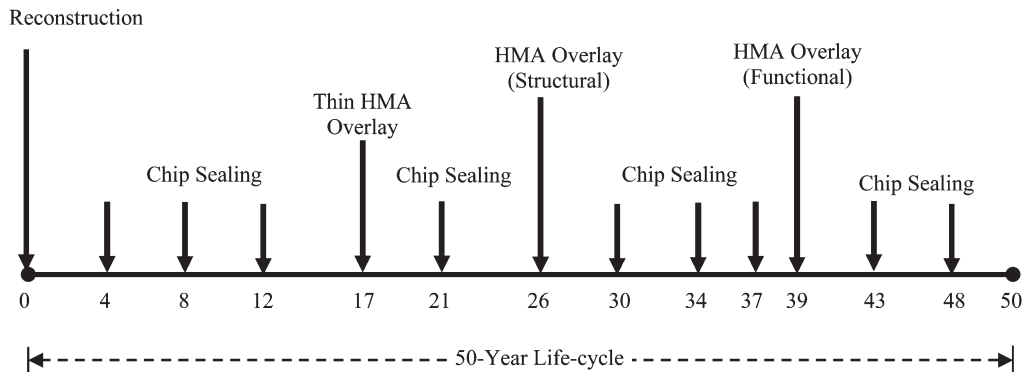 Reconstruction
HMA Overlay
(Structural)
HMA Overlay
(Functional)
Thin HMA
Overlay
Chip Sealing
Chip Sealing
Chip Sealing
Chip Sealing
0 4 8 12 17 21 26 30 34 37 39 43 48 50
50-Year Life-cycle